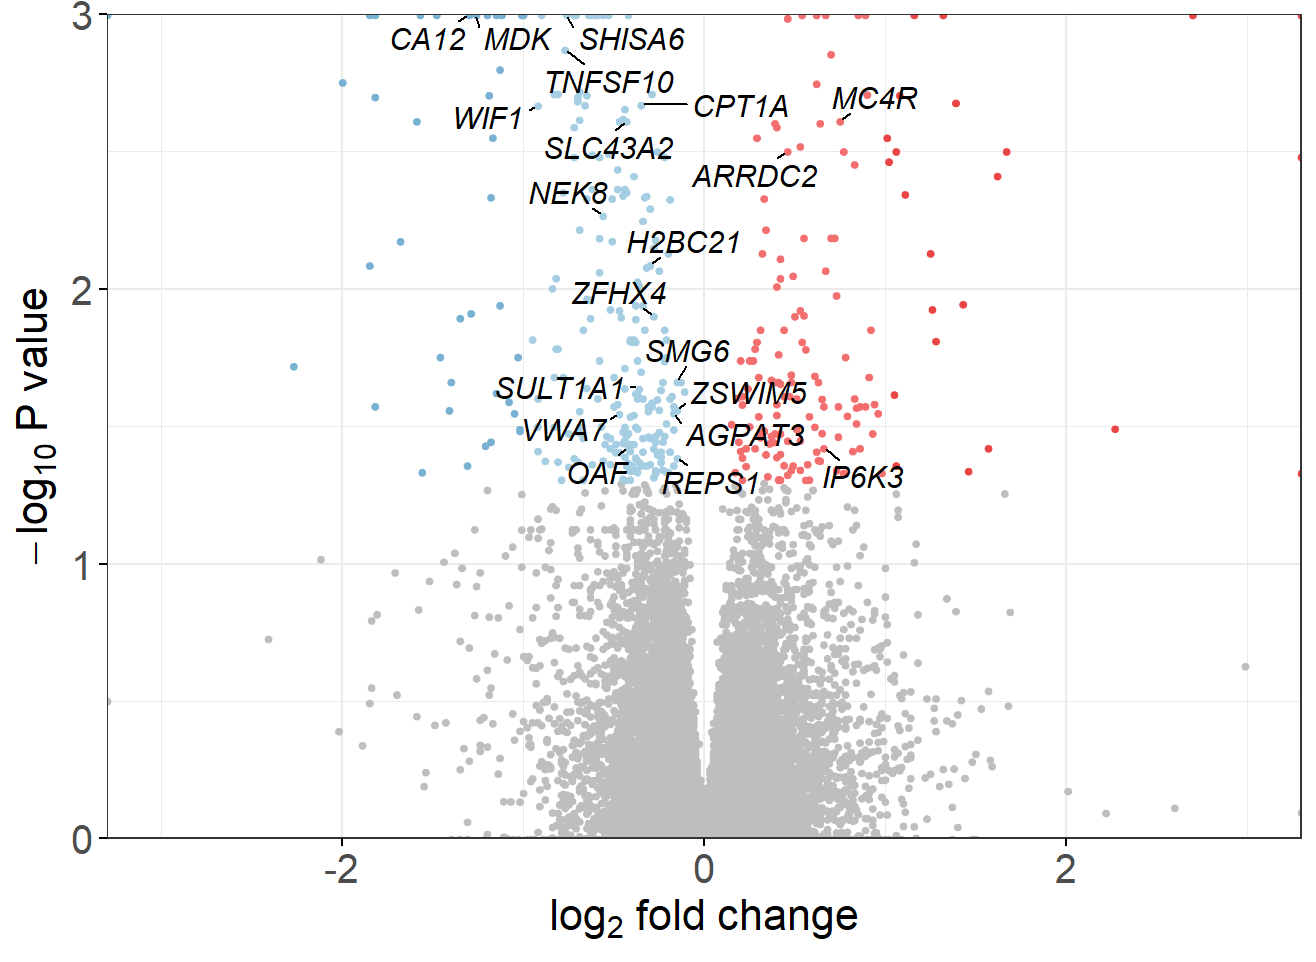 3
CA12 MDK SHISA6
TNFSF10
WIF1 CPT1A MC4R
SLC43A2
ARRDC2
NEK8
H2BC21
2
ZFHX4
SMG6
SULT1A1 ZSWIM5
VWA7 AGPAT3
OAF REPS1 IP6K3
1
0
-2 0 2
log2 fold change
−log10 P value